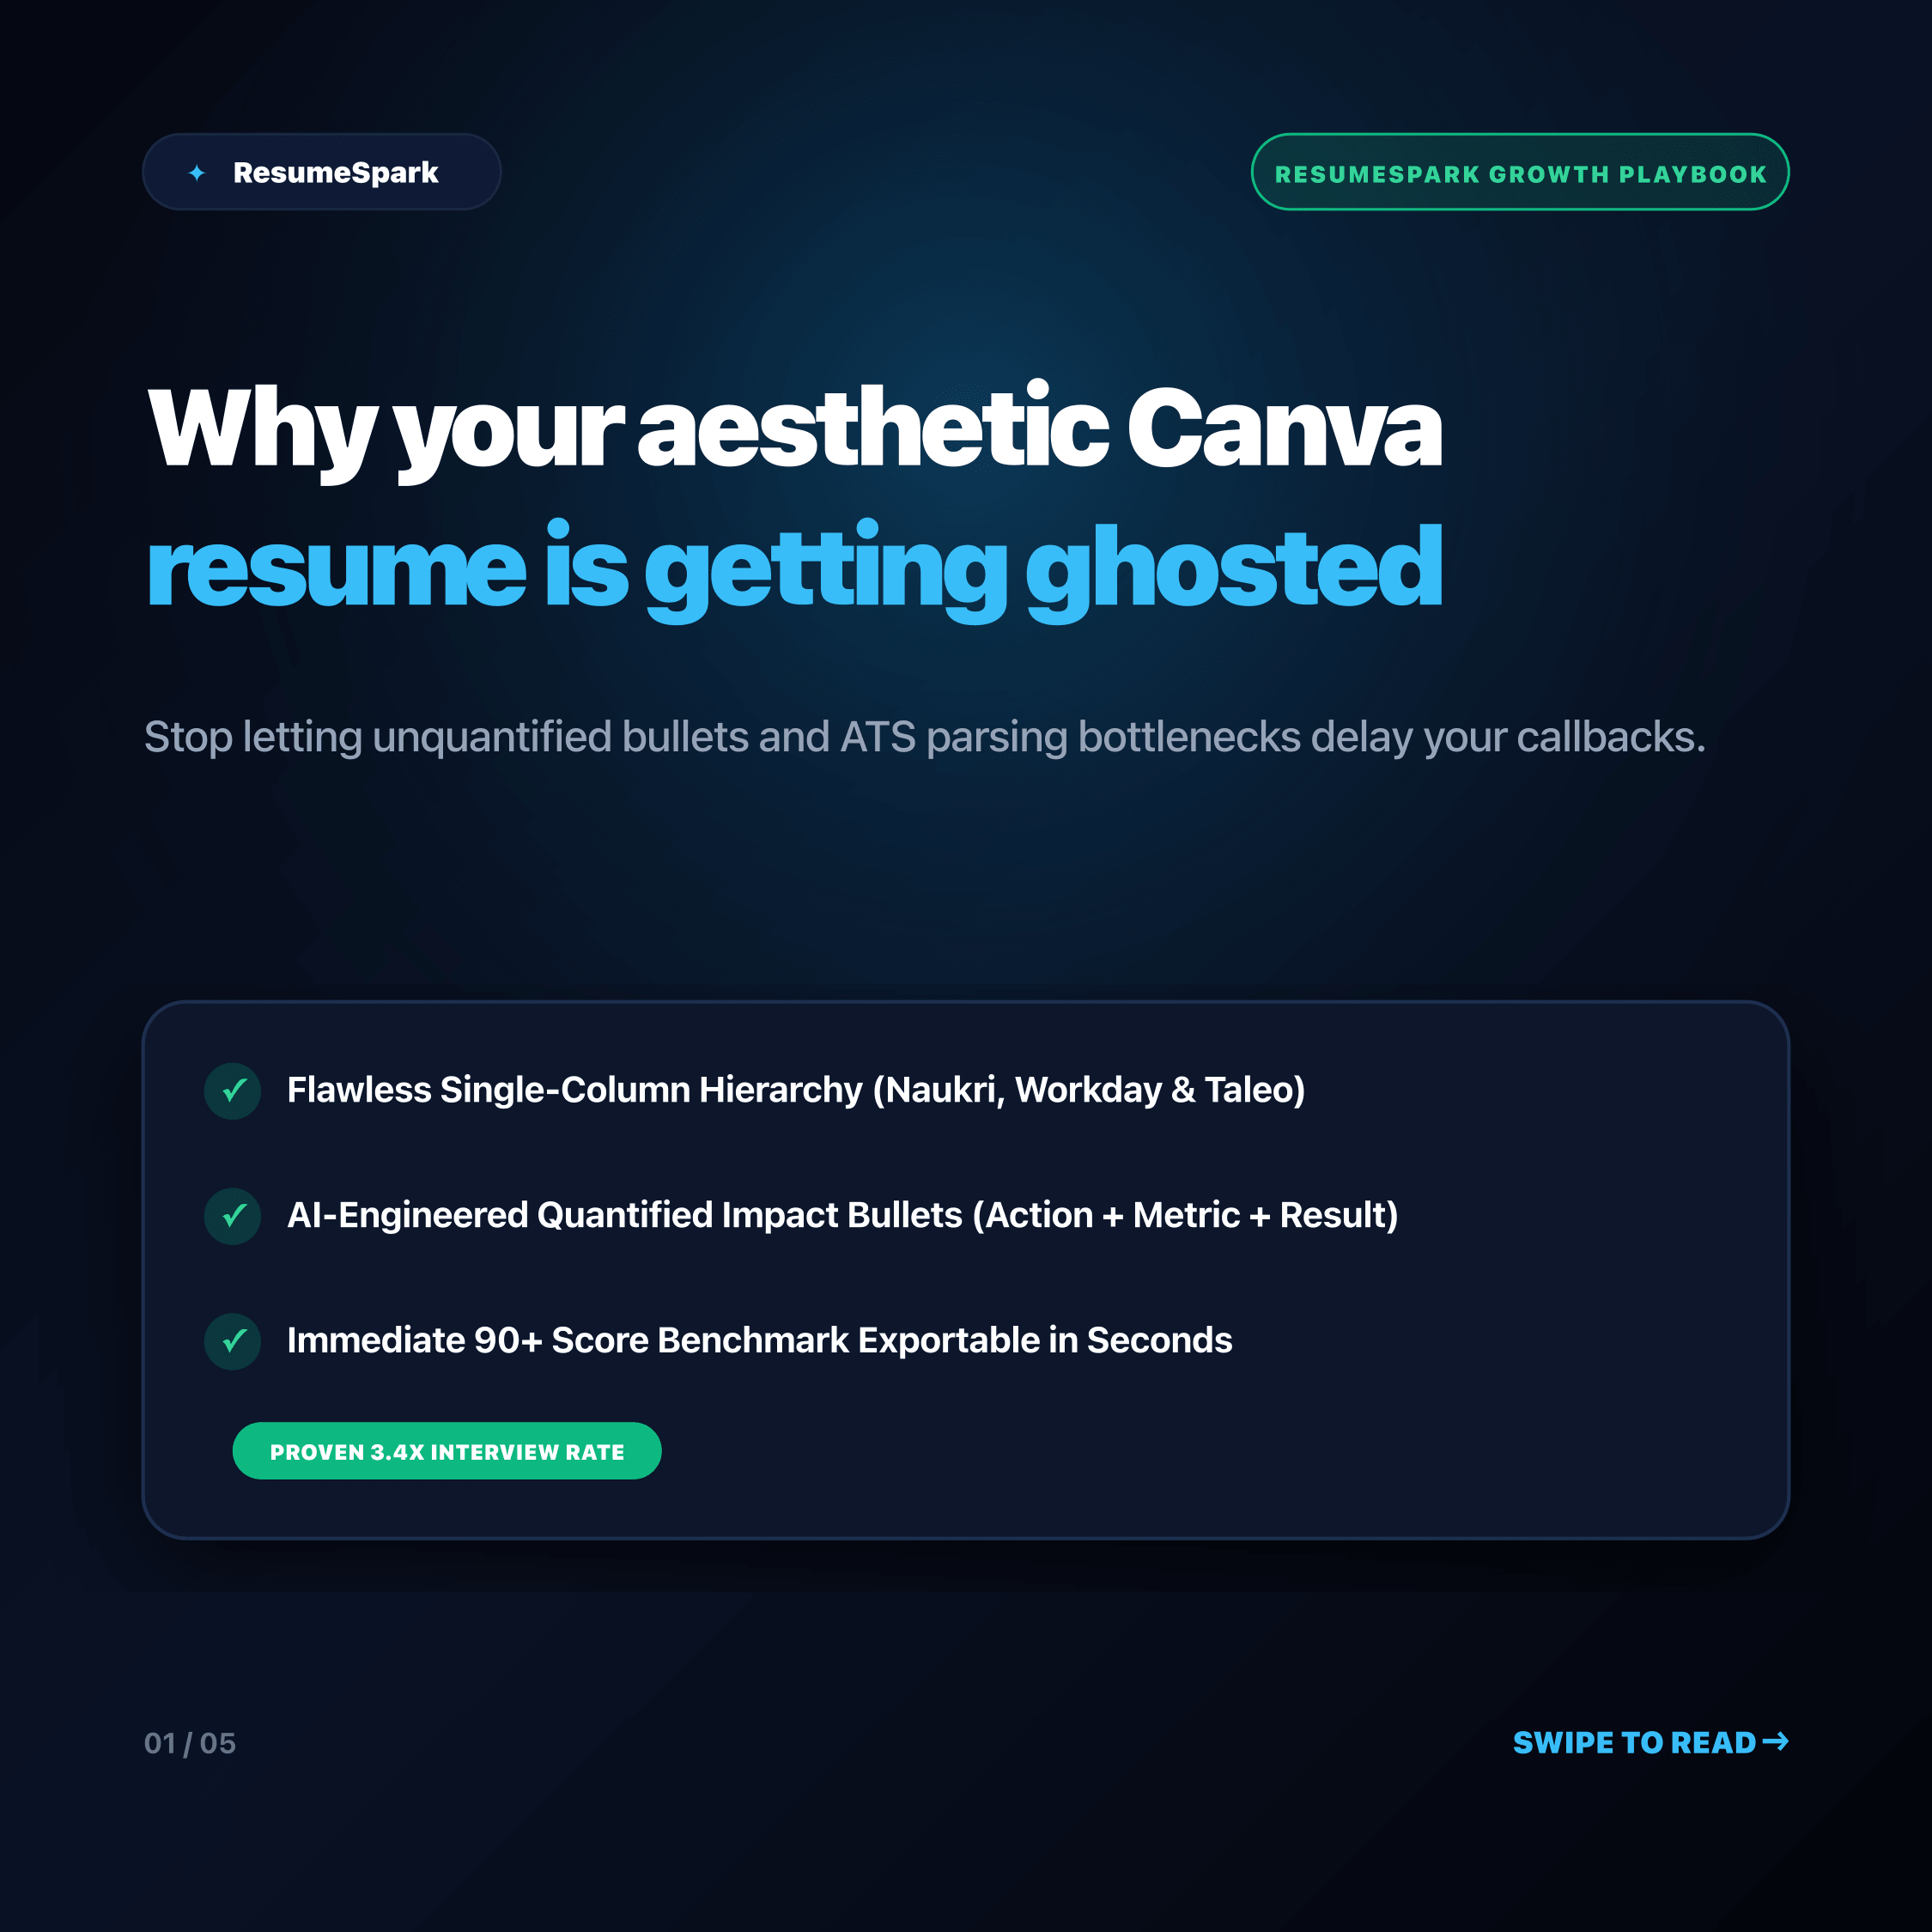 ✦ ResumeSpark
RESUMESPARK GROWTH PLAYBOOK
Why your aesthetic Canva
resume is getting ghosted
Stop letting unquantified bullets and ATS parsing bottlenecks delay your callbacks.
✓ Flawless Single-Column Hierarchy (Naukri, Workday & Taleo)
✓ AI-Engineered Quantified Impact Bullets (Action + Metric + Result)
✓ Immediate 90+ Score Benchmark Exportable in Seconds
PROVEN 3.4X INTERVIEW RATE
01 / 05
SWIPE TO READ →